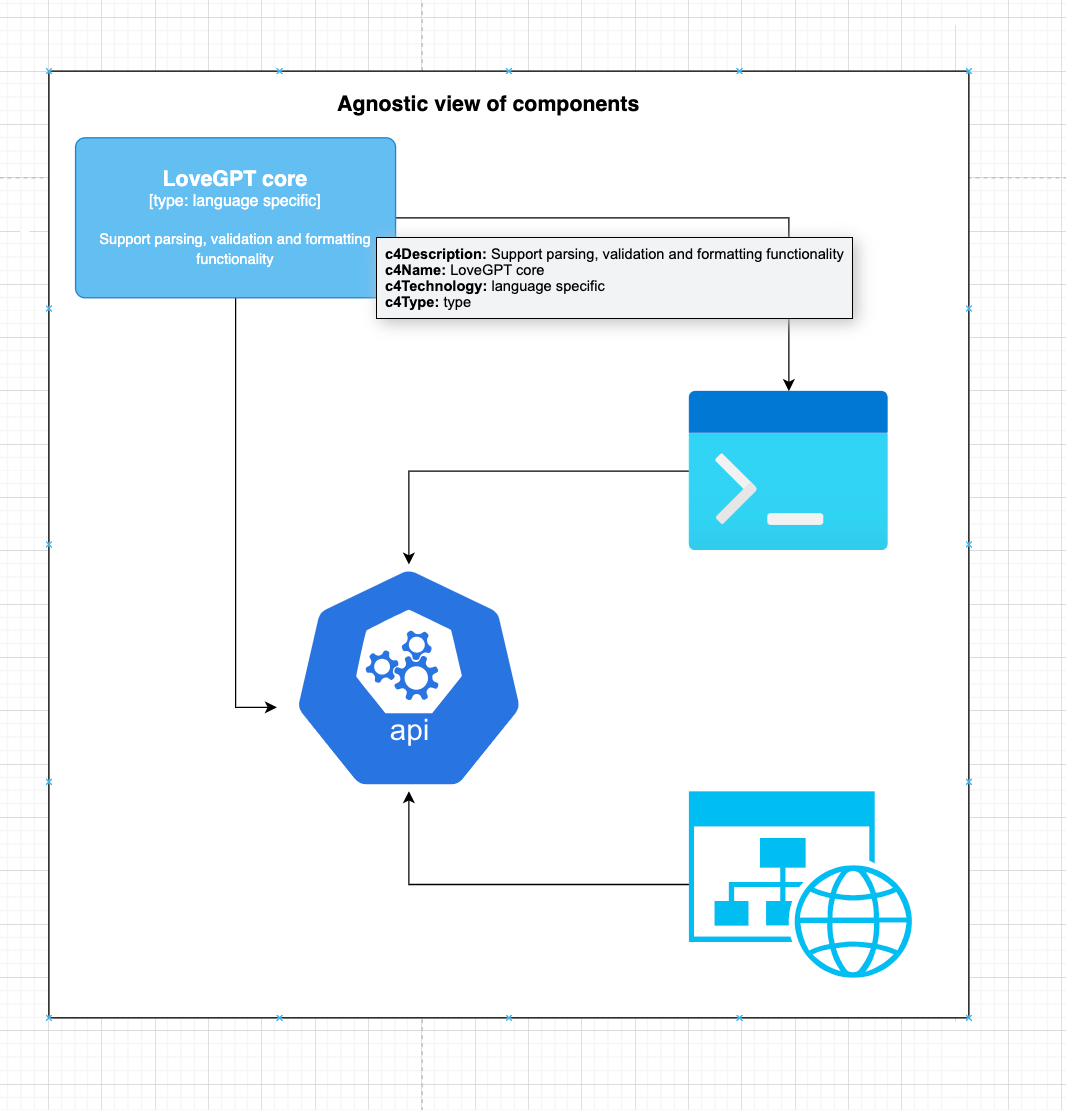 Agnostic view of components
LoveGPT core
[type: language specific]
Support parsing, validation and formatting
functionality
c4Description: Support parsing, validation and formatting functionality
c4Name: LoveGPT core
c4Technology: language specific
c4Type: type
api